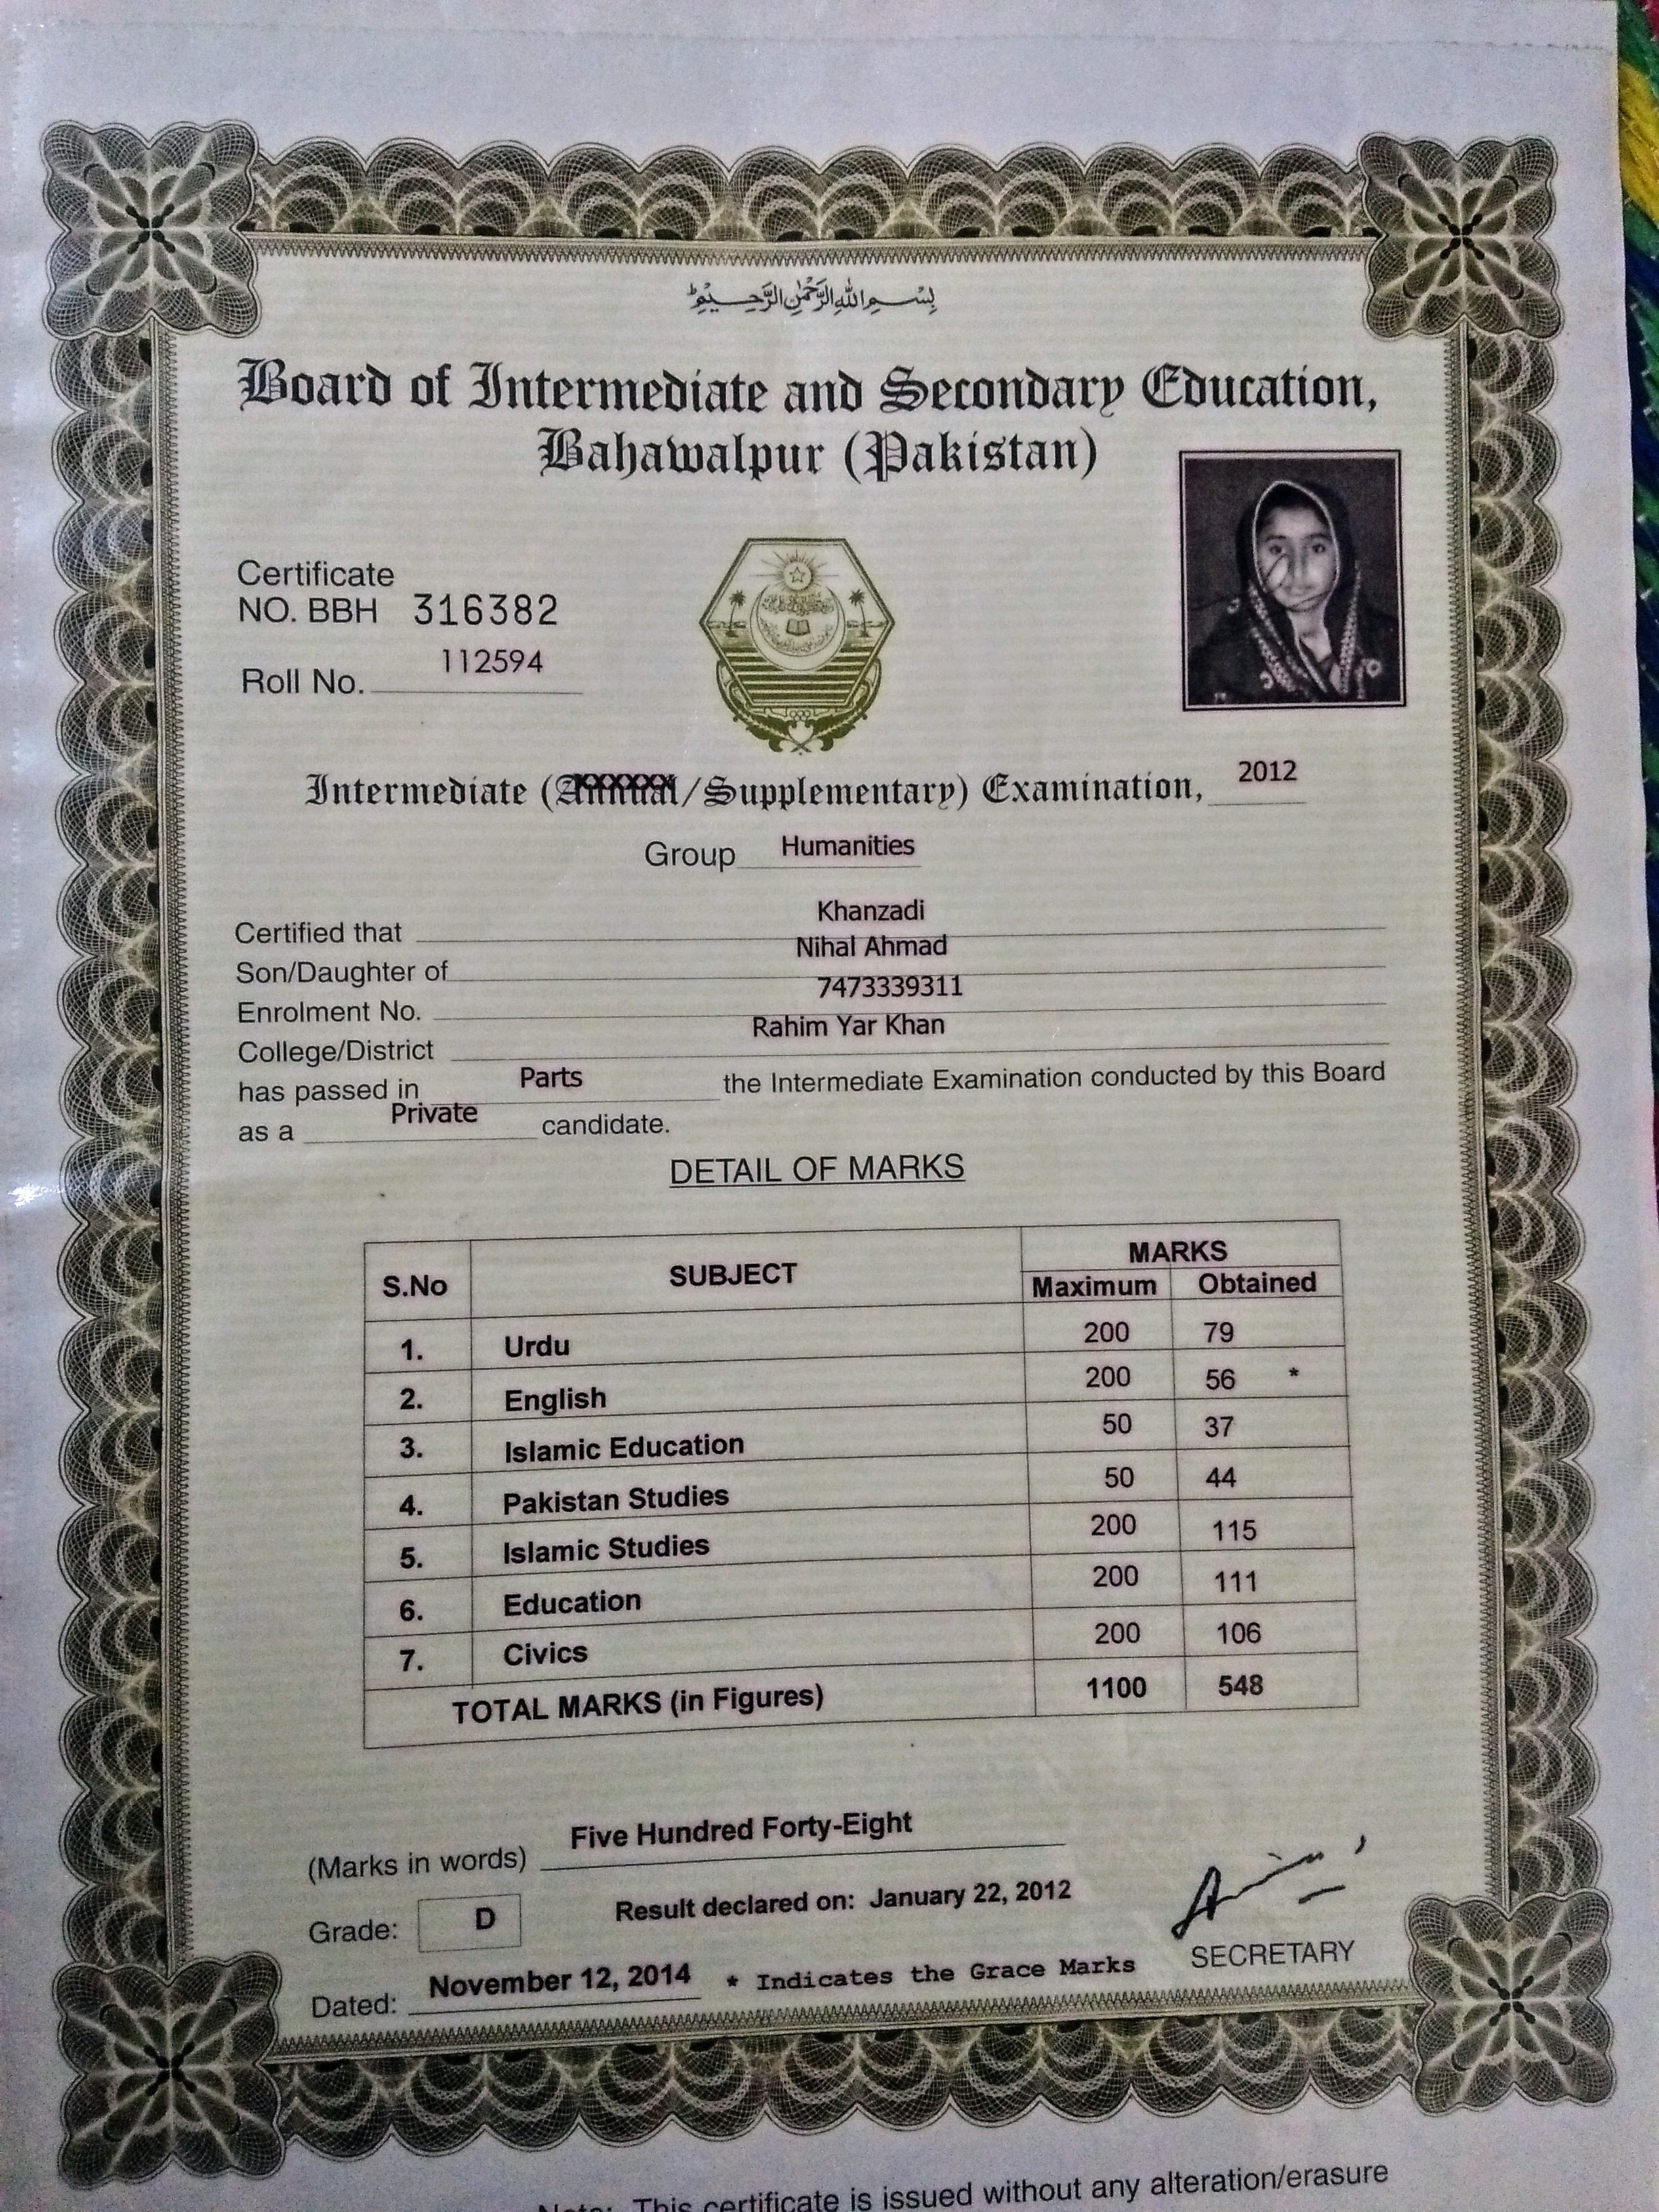 بِسْمِ اللهِ الرَّحْمٰنِ الرَّحِيْمِ
Board of Intermediate and Secondary Education,
Bahawalpur (Pakistan)
Certificate
NO. BBH 316382
Roll No. 112594
Intermediate (Annual/Supplementary) Examination, 2012
Group Humanities
Certified that Khanzadi
Son/Daughter of Nihal Ahmad
Enrolment No. 7473339311
College/District Rahim Yar Khan
has passed in Parts the Intermediate Examination conducted by this Board
as a Private candidate.
DETAIL OF MARKS
S.No SUBJECT MARKS
Maximum Obtained
1. Urdu 200 79
2. English 200 56 *
3. Islamic Education 50 37
4. Pakistan Studies 50 44
5. Islamic Studies 200 115
6. Education 200 111
7. Civics 200 106
TOTAL MARKS (in Figures) 1100 548
(Marks in words) Five Hundred Forty-Eight
Grade: D Result declared on: January 22, 2012
SECRETARY
Dated: November 12, 2014 * Indicates the Grace Marks
Note: This certificate is issued without any alteration/erasure